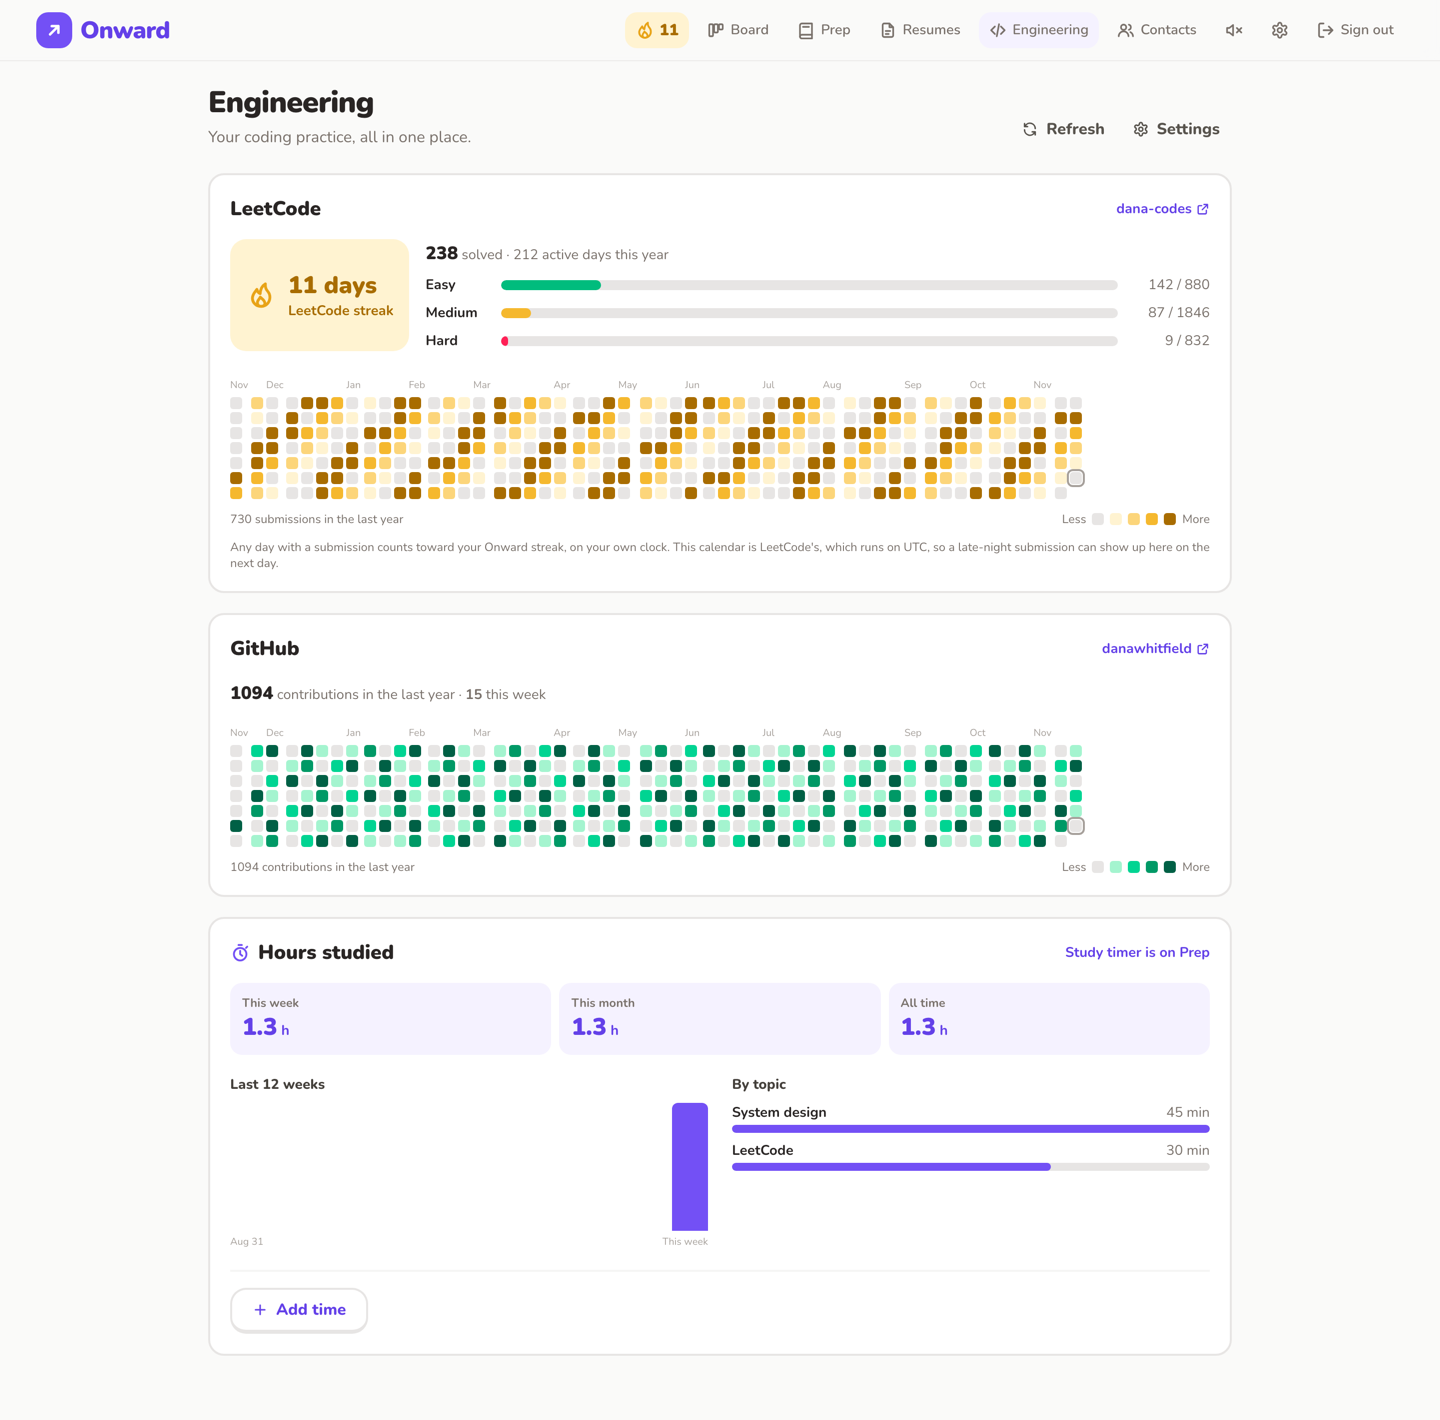 Onward
11
Board
Prep
Resumes
Engineering
Contacts
Sign out
Engineering
Your coding practice, all in one place.
Refresh
Settings
LeetCode
dana-codes
11 days
LeetCode streak
238 solved · 212 active days this year
Easy
142 / 880
Medium
87 / 1846
Hard
9 / 832
Nov Dec Jan Feb Mar Apr May Jun Jul Aug Sep Oct Nov
730 submissions in the last year
Less
More
Any day with a submission counts toward your Onward streak, on your own clock. This calendar is LeetCode's, which runs on UTC, so a late-night submission can show up here on the
next day.
GitHub
danawhitfield
1094 contributions in the last year · 15 this week
Nov Dec Jan Feb Mar Apr May Jun Jul Aug Sep Oct Nov
1094 contributions in the last year
Less
More
Hours studied
Study timer is on Prep
This week
1.3 h
This month
1.3 h
All time
1.3 h
Last 12 weeks
Aug 31
This week
By topic
System design
45 min
LeetCode
30 min
+ Add time